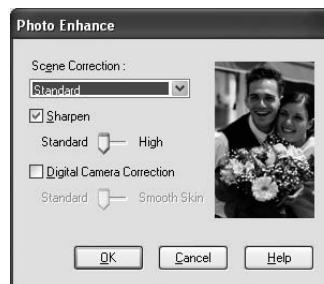 Photo Enhance
Scene Correction :
Standard
Sharpen
Standard High
Digital Camera Correction
Standard Smooth Skin
OK Cancel Help